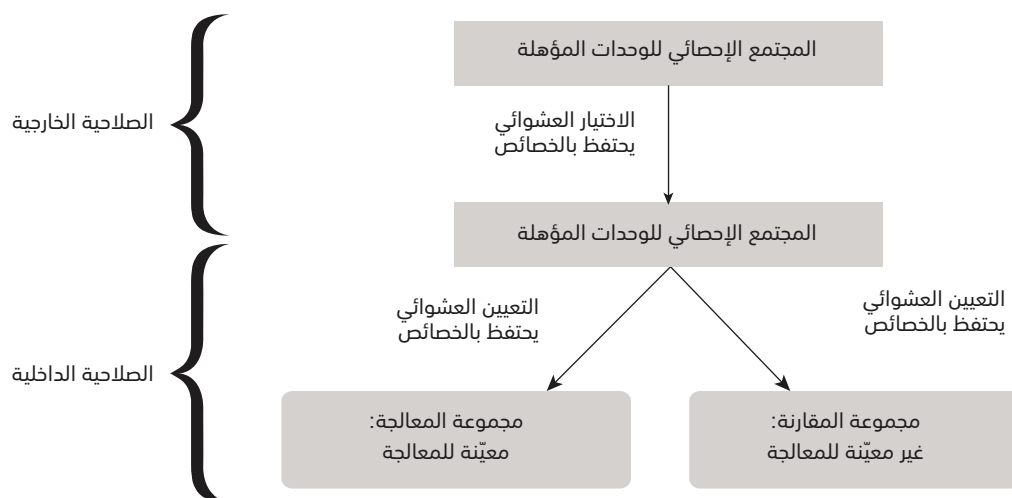 المجتمع الإحصائي للوحدات المؤهلة
الاختيار العشوائي
يحتفظ بالخصائص
الصلاحية الخارجية
المجتمع الإحصائي للوحدات المؤهلة
التعيين العشوائي
يحتفظ بالخصائص
التعيين العشوائي
يحتفظ بالخصائص
الصلاحية الداخلية
مجموعة المقارنة:
غير معيّنة للمعالجة
مجموعة المعالجة:
معيّنة للمعالجة